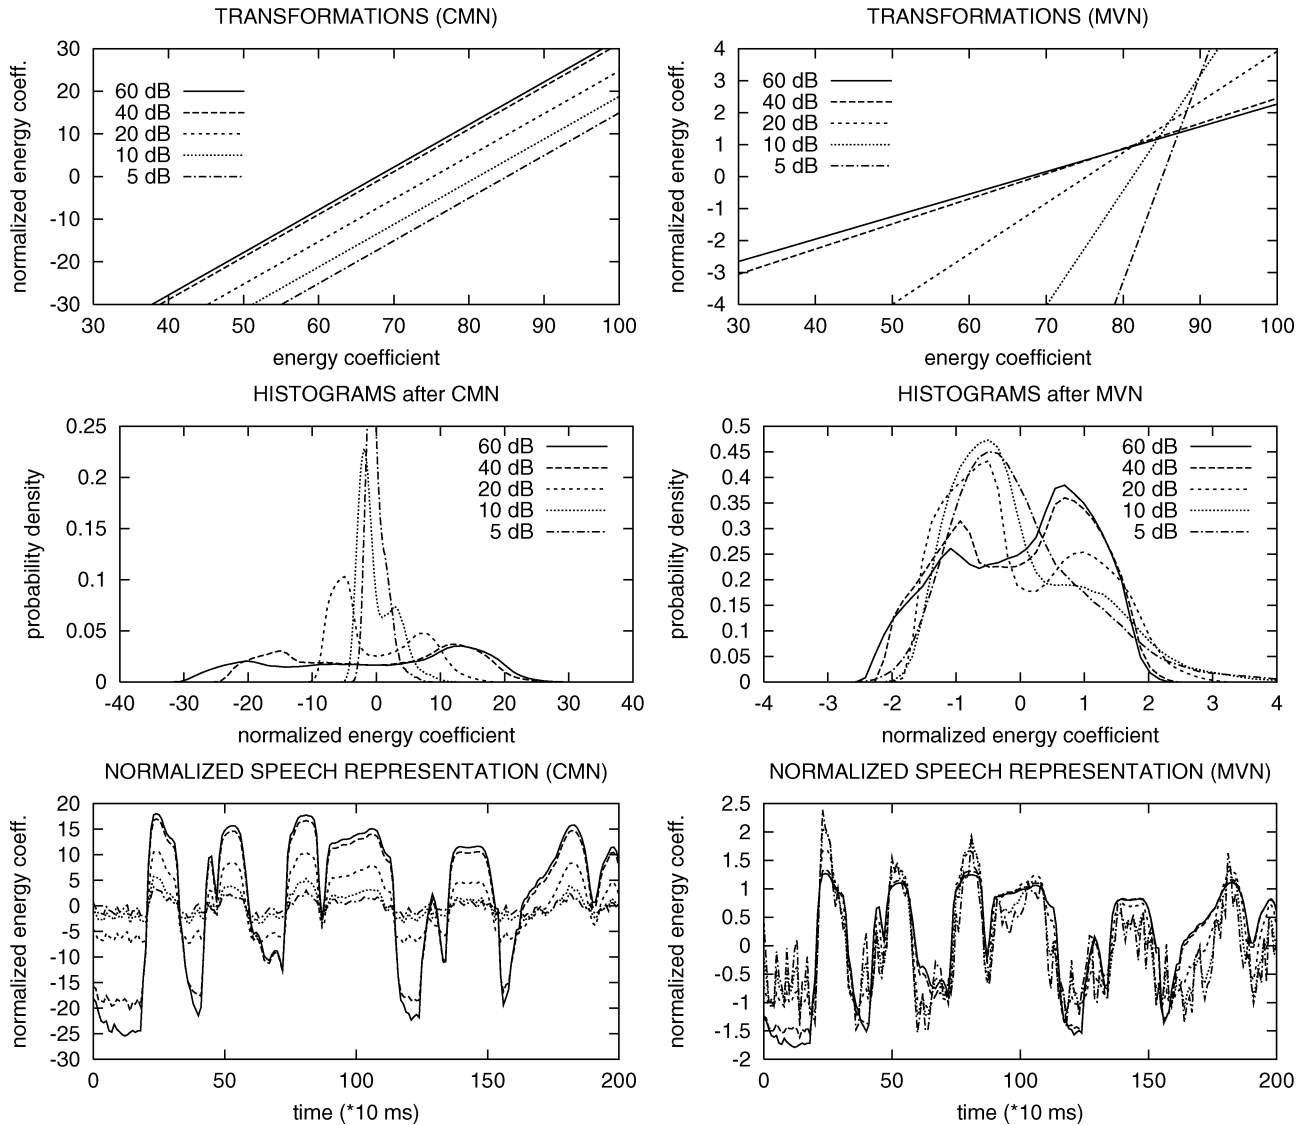 TRANSFORMATIONS (CMN)
normalized energy coeff.
30
20
10
0
-10
-20
-30
60 dB
40 dB
20 dB
10 dB
5 dB
30 40 50 60 70 80 90 100
energy coefficient
TRANSFORMATIONS (MVN)
normalized energy coeff.
4
3
2
1
0
-1
-2
-3
-4
60 dB
40 dB
20 dB
10 dB
5 dB
30 40 50 60 70 80 90 100
energy coefficient
HISTOGRAMS after CMN
probability density
0.25
0.2
0.15
0.1
0.05
0
60 dB
40 dB
20 dB
10 dB
5 dB
-40 -30 -20 -10 0 10 20 30 40
normalized energy coefficient
HISTOGRAMS after MVN
probability density
0.5
0.45
0.4
0.35
0.3
0.25
0.2
0.15
0.1
0.05
0
60 dB
40 dB
20 dB
10 dB
5 dB
-4 -3 -2 -1 0 1 2 3 4
normalized energy coefficient
NORMALIZED SPEECH REPRESENTATION (CMN)
normalized energy coeff.
20
15
10
5
0
-5
-10
-15
-20
-25
-30
0 50 100 150 200
time (*10 ms)
NORMALIZED SPEECH REPRESENTATION (MVN)
normalized energy coeff.
2.5
2
1.5
1
0.5
0
-0.5
-1
-1.5
-2
0 50 100 150 200
time (*10 ms)